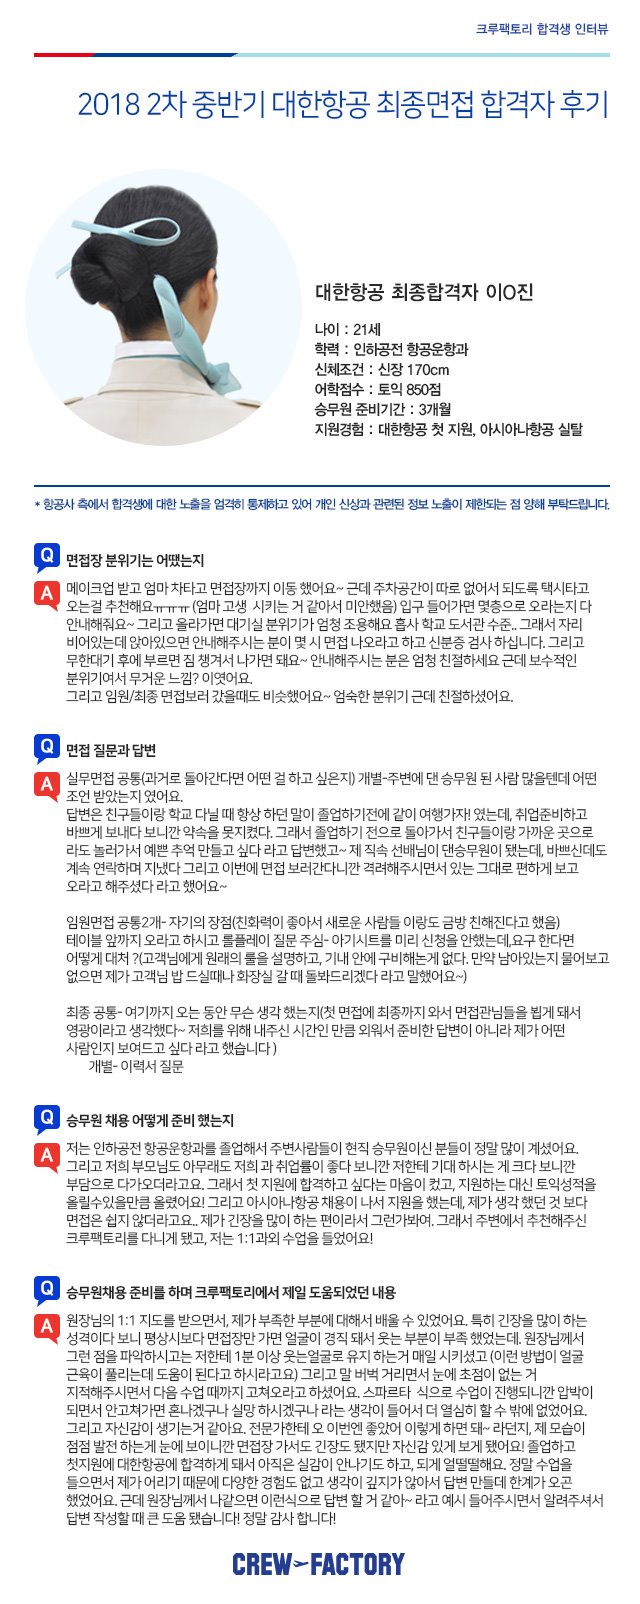 크루팩토리 합격생 인터뷰
2018 2차 중반기 대한항공 최종면접 합격자 후기
대한항공 최종합격자 이O진
나이 : 21세
학력 : 인하공전 항공운항과
신체조건 : 신장 170cm
어학점수 : 토익 850점
승무원 준비기간 : 3개월
지원경험 : 대한항공 첫 지원, 아시아나항공 실탈
* 항공사 측에서 합격생에 대한 노출을 엄격히 통제하고 있어 개인 신상과 관련된 정보 노출이 제한되는 점 양해 부탁드립니다.
Q 면접장 분위기는 어땠는지
A 메이크업 받고 엄마 차타고 면접장까지 이동 했어요~ 근데 주차공간이 따로 없어서 되도록 택시타고
오는걸 추천해요ㅠㅠㅠ (엄마 고생 시키는 거 같아서 미안했음) 입구 들어가면 몇층으로 오라는지 다
안내해줘요~ 그리고 올라가면 대기실 분위기가 엄청 조용해요 흡사 학교 도서관 수준.. 그래서 자리
비어있는데 앉아있으면 안내해주시는 분이 몇 시 면접 나오라고 하고 신분증 검사 하십니다. 그리고
무한대기 후에 부르면 짐 챙겨서 나가면 돼요~ 안내해주시는 분은 엄청 친절하세요 근데 보수적인
분위기여서 무거운 느낌? 이엿어요.
그리고 임원/최종 면접보러 갔을때도 비슷했어요~ 엄숙한 분위기 근데 친절하셨어요.
Q 면접 질문과 답변
A 실무면접 공통(과거로 돌아간다면 어떤 걸 하고 싶은지) 개별-주변에 댄 승무원 된 사람 많을텐데 어떤
조언 받았는지 였어요.
답변은 친구들이랑 학교 다닐 때 항상 하던 말이 졸업하기전에 같이 여행가자! 였는데, 취업준비하고
바쁘게 보내다 보니깐 약속을 못지켰다. 그래서 졸업하기 전으로 돌아가서 친구들이랑 가까운 곳으로
라도 놀러가서 예쁜 추억 만들고 싶다 라고 답변했고~ 제 직속 선배님이 댄승무원이 됐는데, 바쁘신데도
계속 연락하며 지냈다 그리고 이번에 면접 보러간다니깐 격려해주시면서 있는 그대로 편하게 보고
오라고 해주셨다 라고 했어요~
임원면접 공통2개- 자기의 장점(친화력이 좋아서 새로운 사람들 이랑도 금방 친해진다고 했음)
테이블 앞까지 오라고 하시고 롤플레이 질문 주심- 아기시트를 미리 신청을 안했는데,요구 한다면
어떻게 대처 ?(고객님에게 원래의 룰을 설명하고, 기내 안에 구비해논게 없다. 만약 남아있는지 물어보고
없으면 제가 고객님 밥 드실때나 화장실 갈 때 돌봐드리겠다 라고 말했어요~)
최종 공통- 여기까지 오는 동안 무슨 생각 했는지(첫 면접에 최종까지 와서 면접관님들을 뵙게 돼서
영광이라고 생각했다~ 저희를 위해 내주신 시간인 만큼 외워서 준비한 답변이 아니라 제가 어떤
사람인지 보여드고 싶다 라고 했습니다 )
개별- 이력서 질문
Q 승무원 채용 어떻게 준비 했는지
A 저는 인하공전 항공운항과를 졸업해서 주변사람들이 현직 승무원이신 분들이 정말 많이 계셨어요.
그리고 저희 부모님도 아무래도 저희 과 취업률이 좋다 보니깐 저한테 기대 하시는 게 크다 보니깐
부담으로 다가오더라고요. 그래서 첫 지원에 합격하고 싶다는 마음이 컸고, 지원하는 대신 토익성적을
올릴수있을만큼 올렸어요! 그리고 아시아나항공 채용이 나서 지원을 했는데, 제가 생각 했던 것 보다
면접은 쉽지 않더라고요.. 제가 긴장을 많이 하는 편이라서 그런가봐여. 그래서 주변에서 추천해주신
크루팩토리를 다니게 됐고, 저는 1:1과외 수업을 들었어요!
Q 승무원채용 준비를 하며 크루팩토리에서 제일 도움되었던 내용
A 원장님의 1:1 지도를 받으면서, 제가 부족한 부분에 대해서 배울 수 있었어요. 특히 긴장을 많이 하는
성격이다 보니 평상시보다 면접장만 가면 얼굴이 경직 돼서 웃는 부분이 부족 했었는데. 원장님께서
그런 점을 파악하시고는 저한테 1분 이상 웃는얼굴로 유지 하는거 매일 시키셨고 (이런 방법이 얼굴
근육이 풀리는데 도움이 된다고 하시라고요) 그리고 말 버벅 거리면서 눈에 초점이 없는 거
지적해주시면서 다음 수업 때까지 고쳐오라고 하셨어요. 스파르타 식으로 수업이 진행되니깐 압박이
되면서 안고쳐가면 혼나겠구나 실망 하시겠구나 라는 생각이 들어서 더 열심히 할 수 밖에 없었어요.
그리고 자신감이 생기는거 같아요. 전문가한테 오 이번엔 좋았어 이렇게 하면 돼~ 라던지, 제 모습이
점점 발전 하는게 눈에 보이니깐 면접장 가서도 긴장도 됐지만 자신감 있게 보게 됐어요! 졸업하고
첫지원에 대한항공에 합격하게 돼서 아직은 실감이 안나기도 하고, 되게 얼떨떨해요. 정말 수업을
들으면서 제가 어리기 때문에 다양한 경험도 없고 생각이 깊지가 않아서 답변 만들데 한계가 오곤
했었어요. 근데 원장님께서 나같으면 이런식으로 답변 할 거 같아~ 라고 예시 들어주시면서 알려주셔서
답변 작성할 때 큰 도움 됐습니다! 정말 감사 합니다!
CREW FACTORY